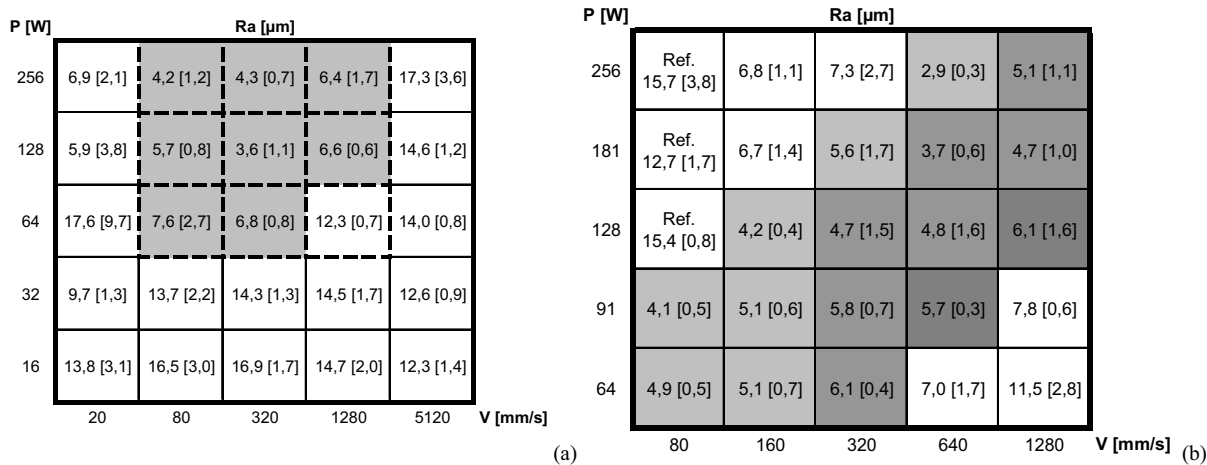 P [W] Ra [µm]
256 6,9 [2,1] 4,2 [1,2] 4,3 [0,7] 6,4 [1,7] 17,3 [3,6]
128 5,9 [3,8] 5,7 [0,8] 3,6 [1,1] 6,6 [0,6] 14,6 [1,2]
64 17,6 [9,7] 7,6 [2,7] 6,8 [0,8] 12,3 [0,7] 14,0 [0,8]
32 9,7 [1,3] 13,7 [2,2] 14,3 [1,3] 14,5 [1,7] 12,6 [0,9]
16 13,8 [3,1] 16,5 [3,0] 16,9 [1,7] 14,7 [2,0] 12,3 [1,4]
20 80 320 1280 5120 V [mm/s]
(a)
P [W] Ra [µm]
Ref.
256 15,7 [3,8] 6,8 [1,1] 7,3 [2,7] 2,9 [0,3] 5,1 [1,1]
Ref.
181 12,7 [1,7] 6,7 [1,4] 5,6 [1,7] 3,7 [0,6] 4,7 [1,0]
Ref.
128 15,4 [0,8] 4,2 [0,4] 4,7 [1,5] 4,8 [1,6] 6,1 [1,6]
91 4,1 [0,5] 5,1 [0,6] 5,8 [0,7] 5,7 [0,3] 7,8 [0,6]
64 4,9 [0,5] 5,1 [0,7] 6,1 [0,4] 7,0 [1,7] 11,5 [2,8]
80 160 320 640 1280 V [mm/s]
(b)